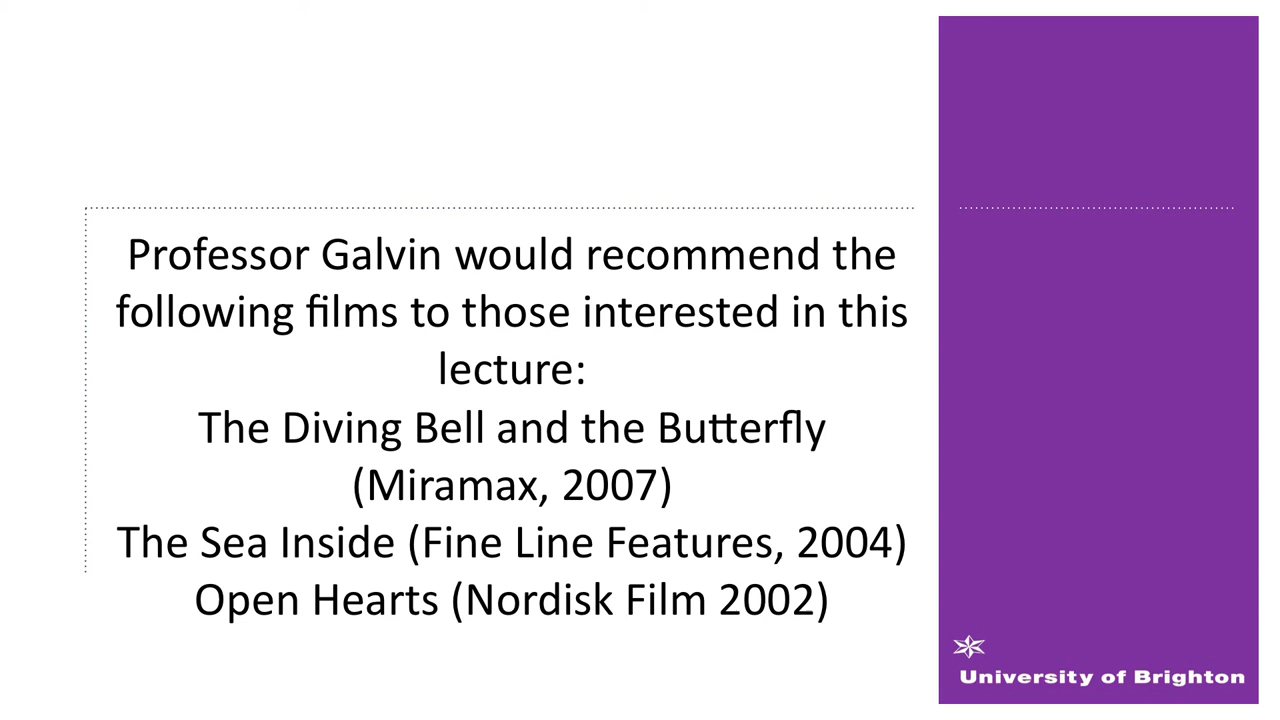 Professor Galvin would recommend the
following films to those interested in this
lecture:
The Diving Bell and the Butterfly
(Miramax, 2007)
The Sea Inside (Fine Line Features, 2004)
Open Hearts (Nordisk Film 2002)
University of Brighton